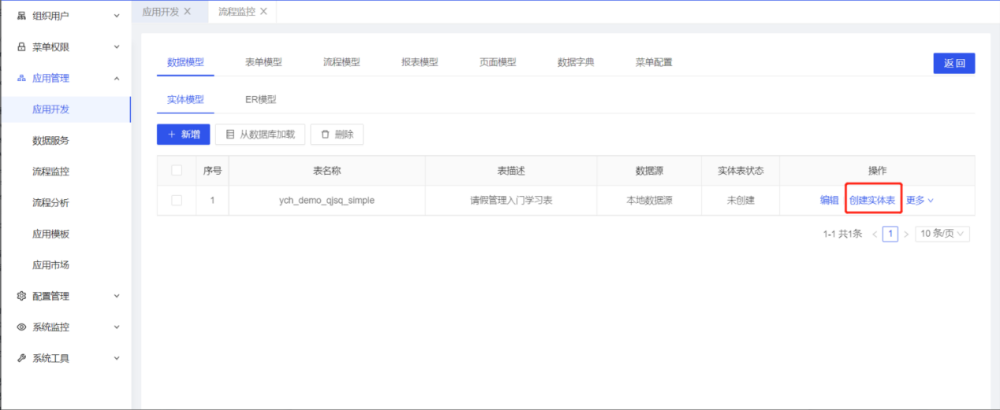 应用开发 流程监控
组织用户
菜单权限
应用管理
应用开发
数据服务
流程监控
流程分析
应用模板
应用市场
配置管理
系统监控
系统工具
数据模型 表单模型 流程模型 报表模型 页面模型 数据字典 菜单配置 返回
实体模型 ER模型
+ 新增 从数据库加载 删除
序号 表名称 表描述 数据源 实体表状态 操作
1 ych_demo_qjsq_simple 请假管理入门学习表 本地数据源 未创建 编辑 创建实体表 更多
1-1 共1条 < 1 > 10 条/页